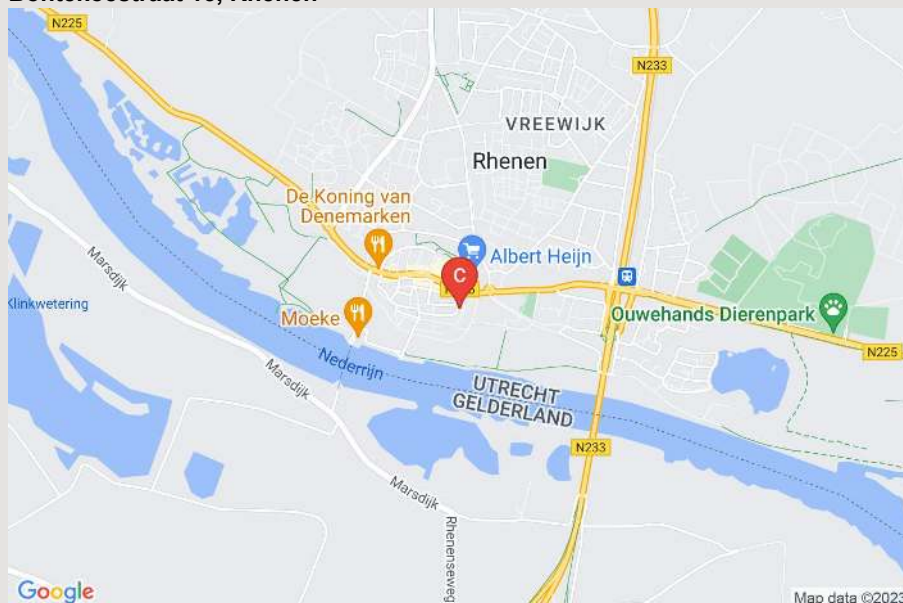 N225
N233
VREEWIJK
Rhenen
De Koning van
Denemarken
Albert Heijn
C
Marsdijk
Klinkwetering
Moeke
Ouwehands Dierenpark
N225
Nederrijn
Marsdijk
UTRECHT
GELDERLAND
N233
Marsdijk
Rhenenseweg
Google
Map data ©2023